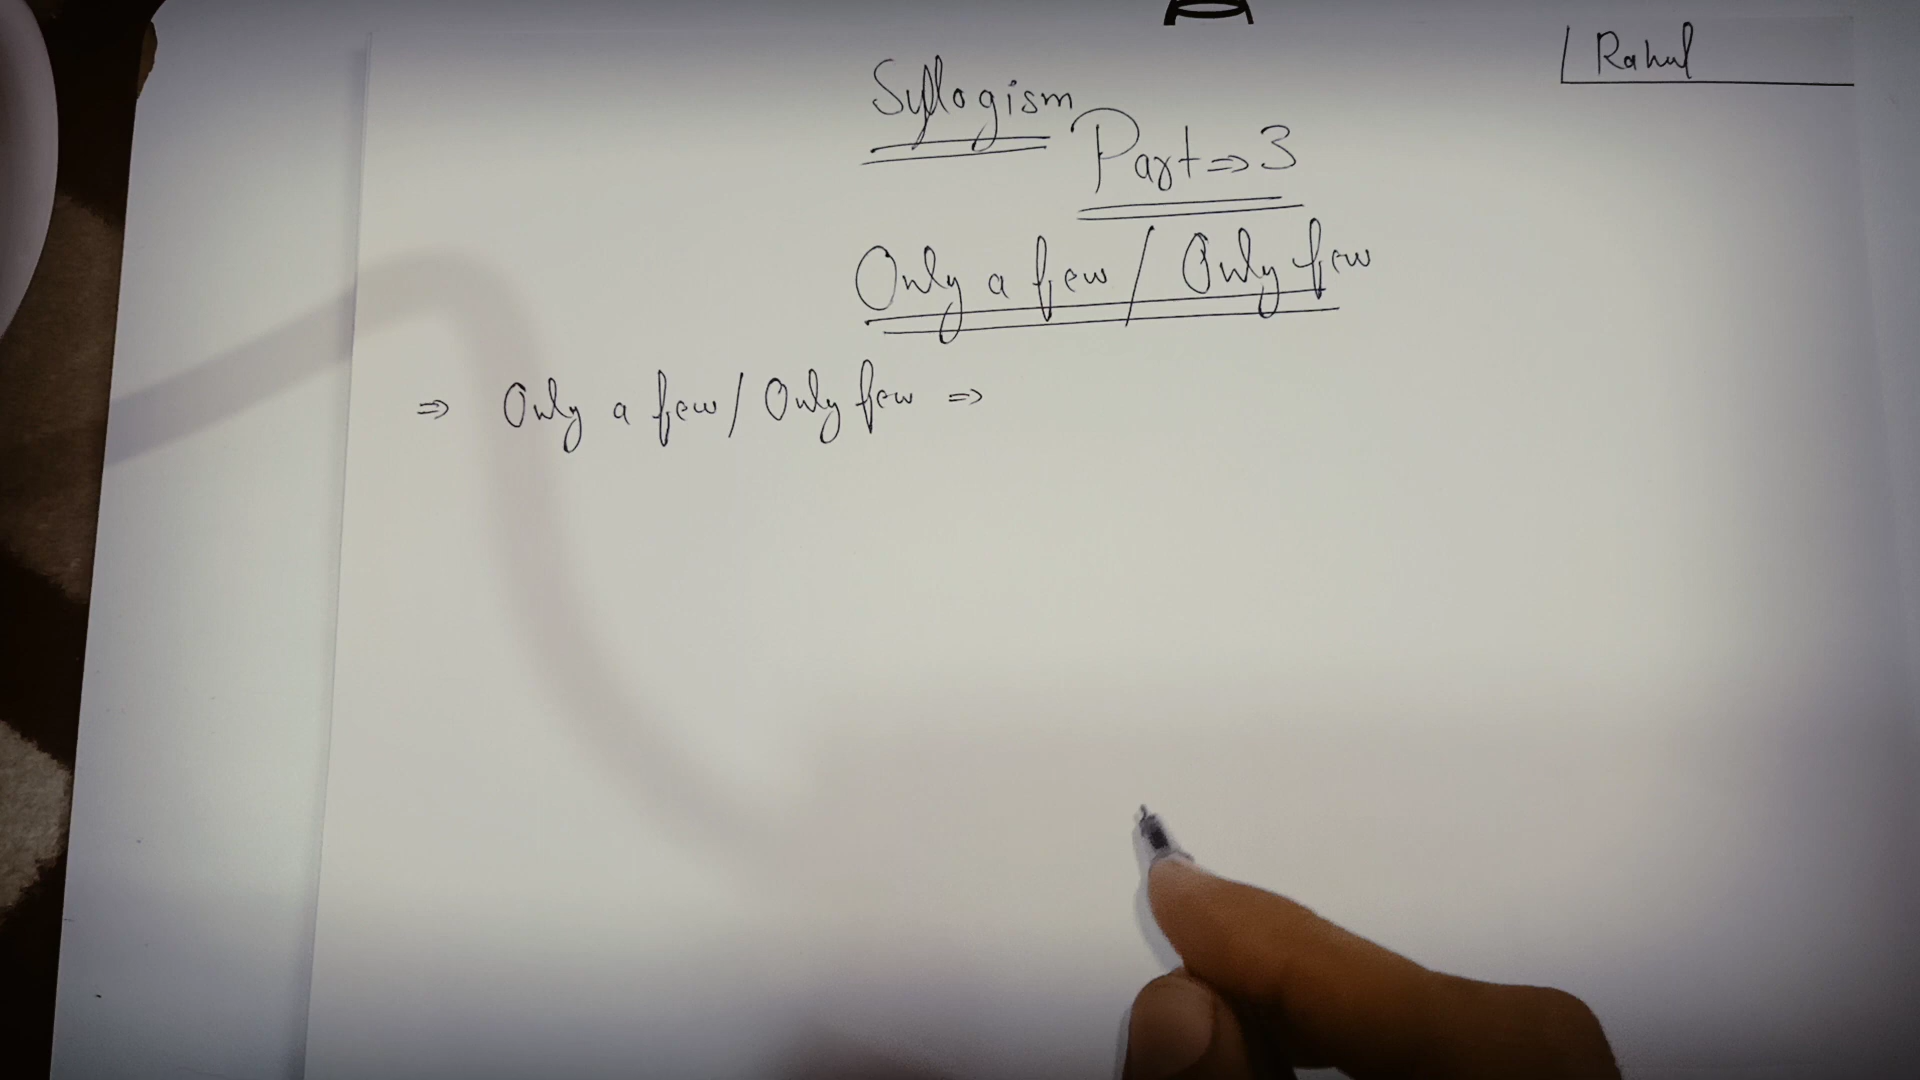 Rahul
Syllogism
Part⇒3
Only a few / Only few
⇒ Only a few / Only few ⇒